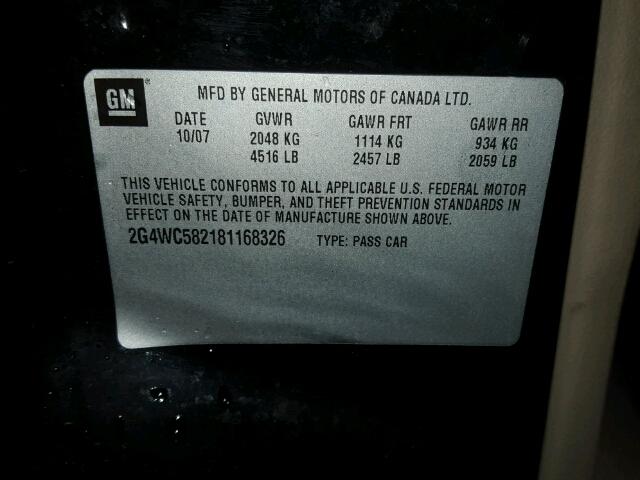 GM
MFD BY GENERAL MOTORS OF CANADA LTD.
DATE GVWR GAWR FRT GAWR RR
10/07 2048 KG 1114 KG 934 KG
4516 LB 2457 LB 2059 LB
THIS VEHICLE CONFORMS TO ALL APPLICABLE U.S. FEDERAL MOTOR
VEHICLE SAFETY, BUMPER, AND THEFT PREVENTION STANDARDS IN
EFFECT ON THE DATE OF MANUFACTURE SHOWN ABOVE.
2G4WC582181168326 TYPE: PASS CAR